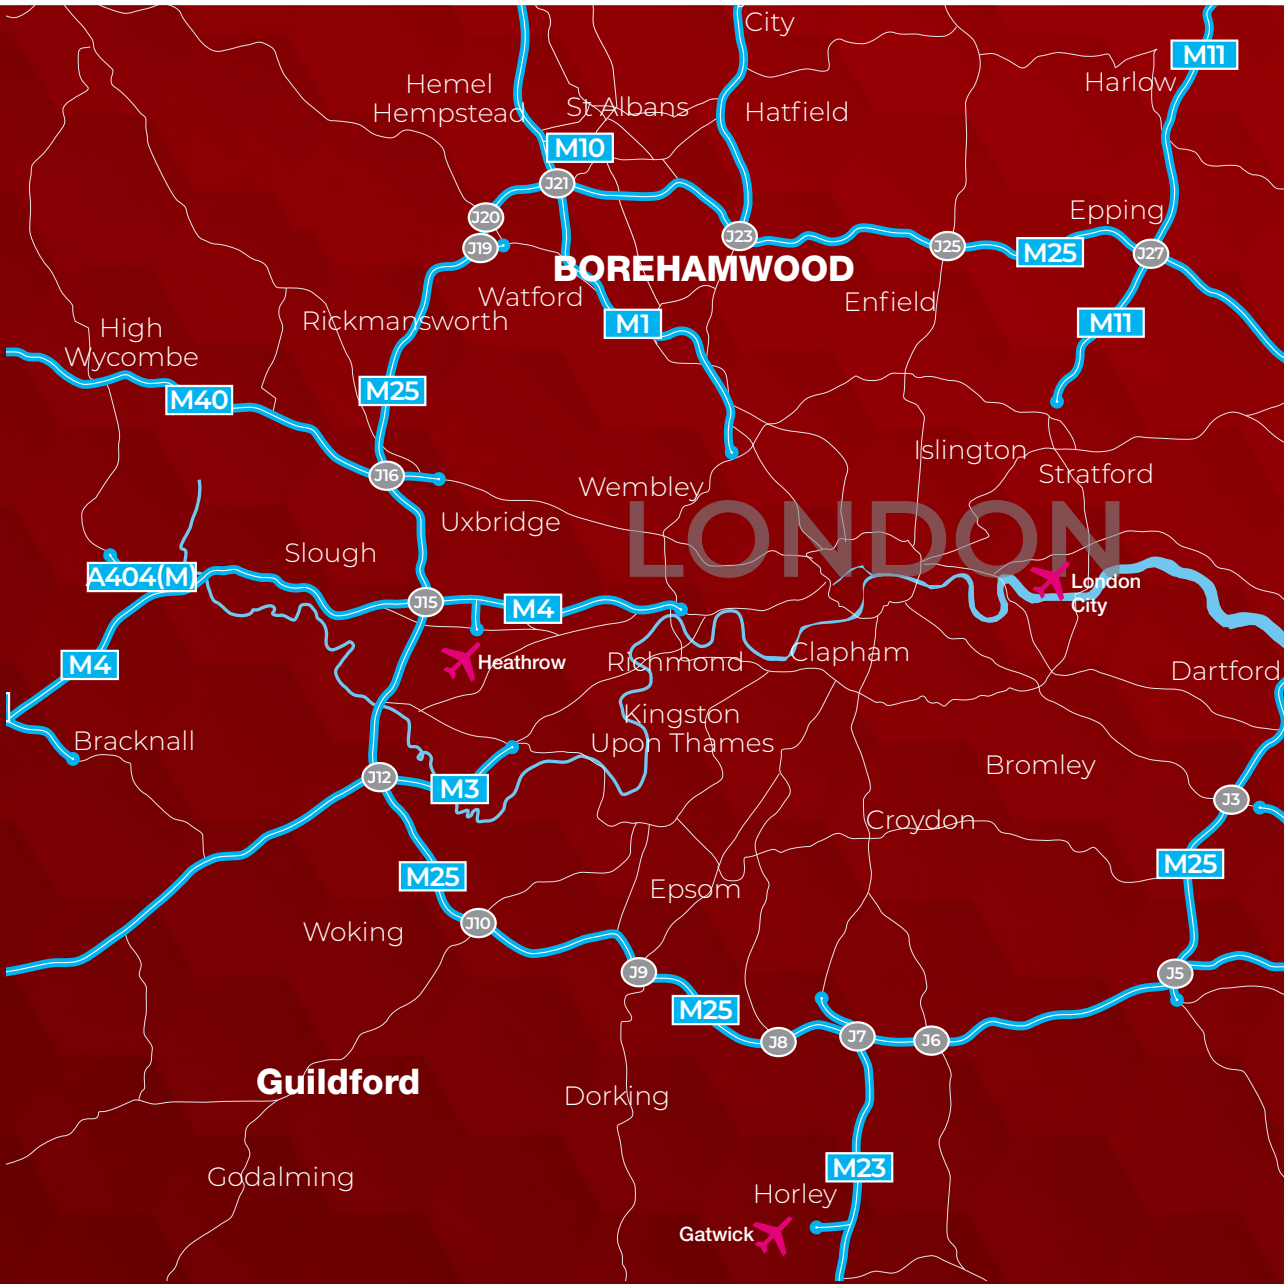 City
M11
Harlow
Hemel
Hempstead
St Albans
Hatfield
M10
J21
J20
J19
J23
J25
Epping
M25
J27
BOREHAMWOOD
Watford
Enfield
Rickmansworth
M1
M11
High
Wycombe
M25
M40
Islington
Stratford
J16
Wembley
Uxbridge
LONDON
Slough
A404(M)
London
City
J15
M4
M4
Heathrow
Richmond
Clapham
Dartford
Kingston
Upon Thames
Bracknall
Bromley
J12
M3
J3
Croydon
M25
M25
Epsom
Woking
J10
J9
J5
M25
J8
J7
J6
Guildford
Dorking
M23
Godalming
Horley
Gatwick